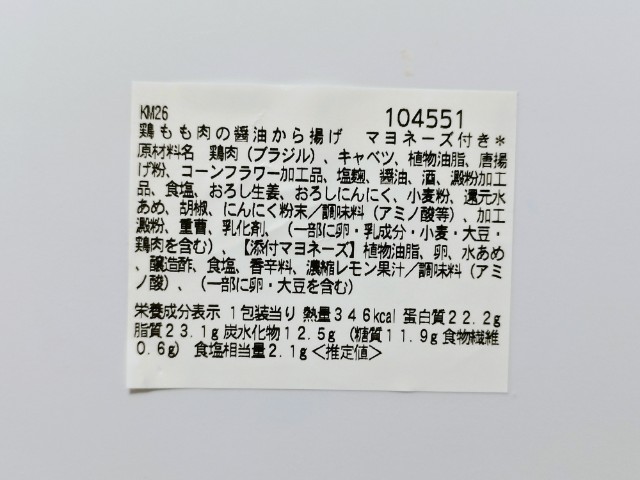 KM26 104551
鶏もも肉の醤油から揚げ マヨネーズ付き*
原材料名 鶏肉(ブラジル)、キャベツ、植物油脂、唐揚
げ粉、コーンフラワー加工品、塩麹、醤油、酒、澱粉加工
品、食塩、おろし生姜、おろしにんにく、小麦粉、還元水
あめ、胡椒、にんにく粉末/調味料(アミノ酸等)、加工
澱粉、重曹、乳化剤、(一部に卵・乳成分・小麦・大豆・
鶏肉を含む)、【添付マヨネーズ】植物油脂、卵、水あめ
、醸造酢、食塩、香辛料、濃縮レモン果汁/調味料(アミ
ノ酸)、(一部に卵・大豆を含む)
栄養成分表示 1包装当り 熱量346kcal 蛋白質22.2g
脂質23.1g 炭水化物12.5g (糖質11.9g 食物繊維
0.6g) 食塩相当量2.1g<推定値>